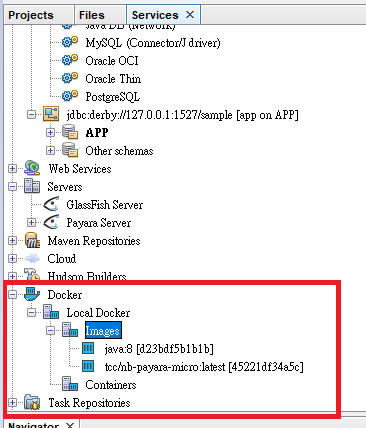 Projects Files Services
Java DB (Network)
MySQL (Connector/J driver)
Oracle OCI
Oracle Thin
PostgreSQL
jdbc:derby://127.0.0.1:1527/sample [app on APP]
APP
Other schemas
Web Services
Servers
GlassFish Server
Payara Server
Maven Repositories
Cloud
Hudson Builders
Docker
Local Docker
Images
java:8 [d23bdf5b1b1b]
tcc/nb-payara-micro:latest [45221df34a5c]
Containers
Task Repositories
Navigator